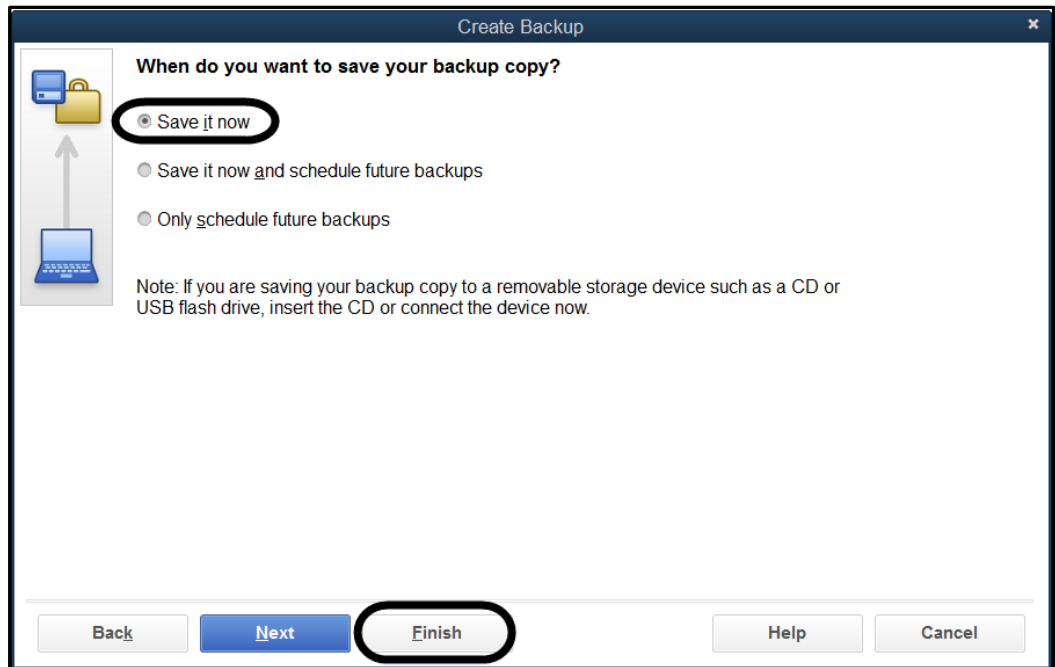 Create Backup
When do you want to save your backup copy?
Save it now
Save it now and schedule future backups
Only schedule future backups
Note: If you are saving your backup copy to a removable storage device such as a CD or
USB flash drive, insert the CD or connect the device now.
Back Next Finish Help Cancel